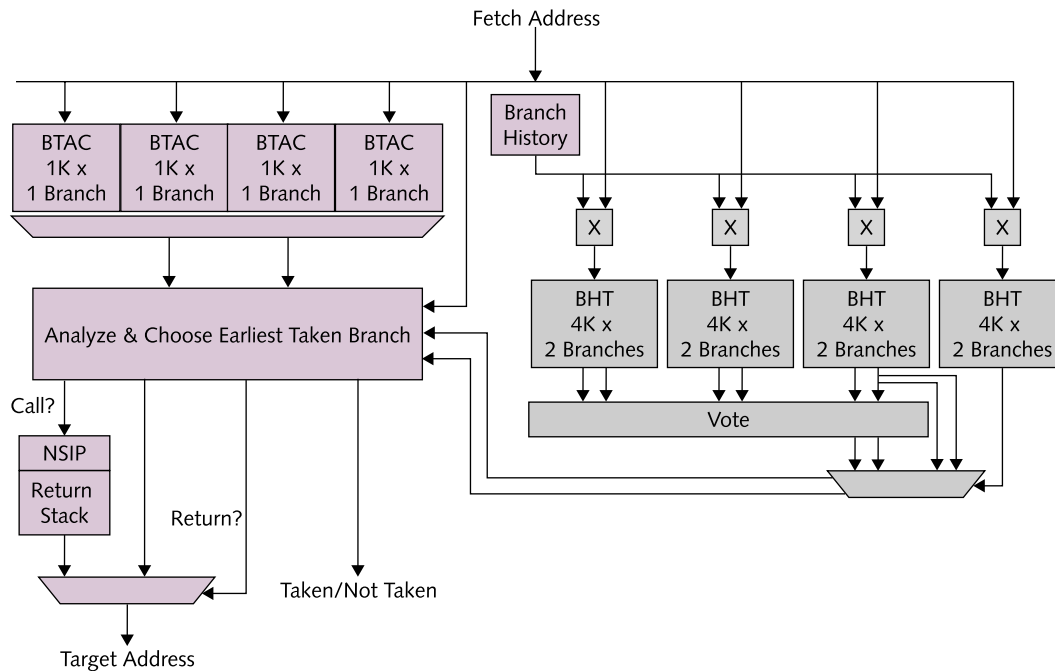 Fetch Address
BTAC
1K x
1 Branch
BTAC
1K x
1 Branch
BTAC
1K x
1 Branch
BTAC
1K x
1 Branch
Branch
History
X
X
X
X
BHT
4K x
2 Branches
BHT
4K x
2 Branches
BHT
4K x
2 Branches
BHT
4K x
2 Branches
Analyze & Choose Earliest Taken Branch
Vote
Call?
NSIP
Return
Stack
Return?
Taken/Not Taken
Target Address